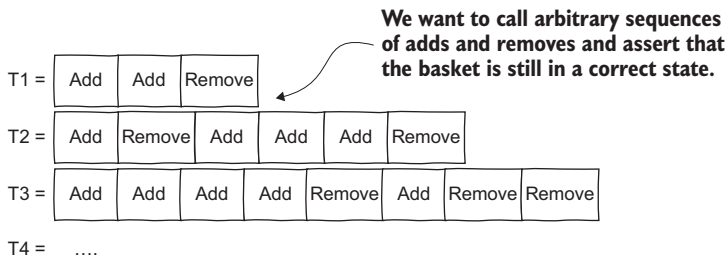 We want to call arbitrary sequences
of adds and removes and assert that
the basket is still in a correct state.
T1 = Add Add Remove
T2 = Add Remove Add Add Add Remove
T3 = Add Add Add Add Remove Add Remove Remove
T4 = ....